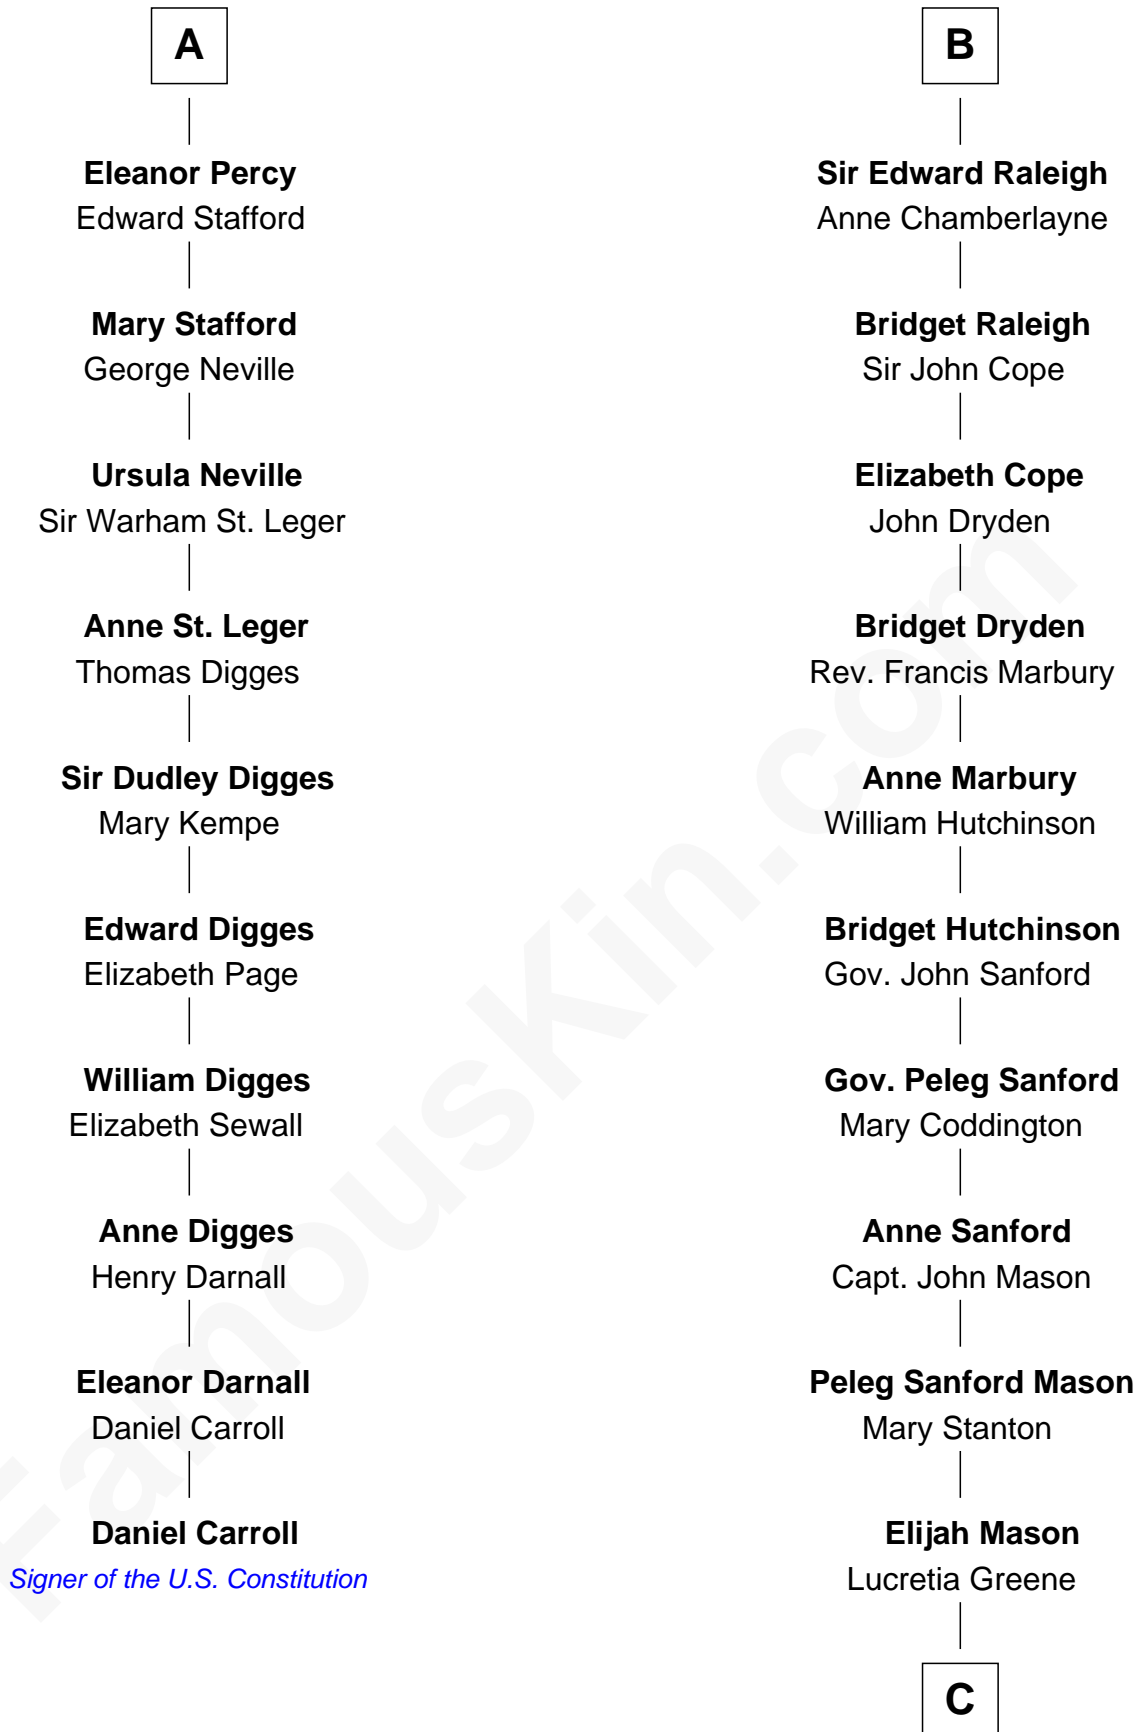 A
Eleanor Percy
Edward Stafford
Mary Stafford
George Neville
Ursula Neville
Sir Warham St. Leger
Anne St. Leger
Thomas Digges
Sir Dudley Digges
Mary Kempe
Edward Digges
Elizabeth Page
William Digges
Elizabeth Sewall
Anne Digges
Henry Darnall
Eleanor Darnall
Daniel Carroll
Daniel Carroll
Signer of the U.S. Constitution
B
Sir Edward Raleigh
Anne Chamberlayne
Bridget Raleigh
Sir John Cope
Elizabeth Cope
John Dryden
Bridget Dryden
Rev. Francis Marbury
Anne Marbury
William Hutchinson
Bridget Hutchinson
Gov. John Sanford
Gov. Peleg Sanford
Mary Coddington
Anne Sanford
Capt. John Mason
Peleg Sanford Mason
Mary Stanton
Elijah Mason
Lucretia Greene
C
FamousKin.com